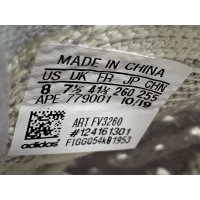 MADE IN CHINA
US UK FR JP CHN
8 7½ 41⅓ 260 255
APE 779001 10/19
ART FV3260
#124161301
adidas F1GGQ54kB1953